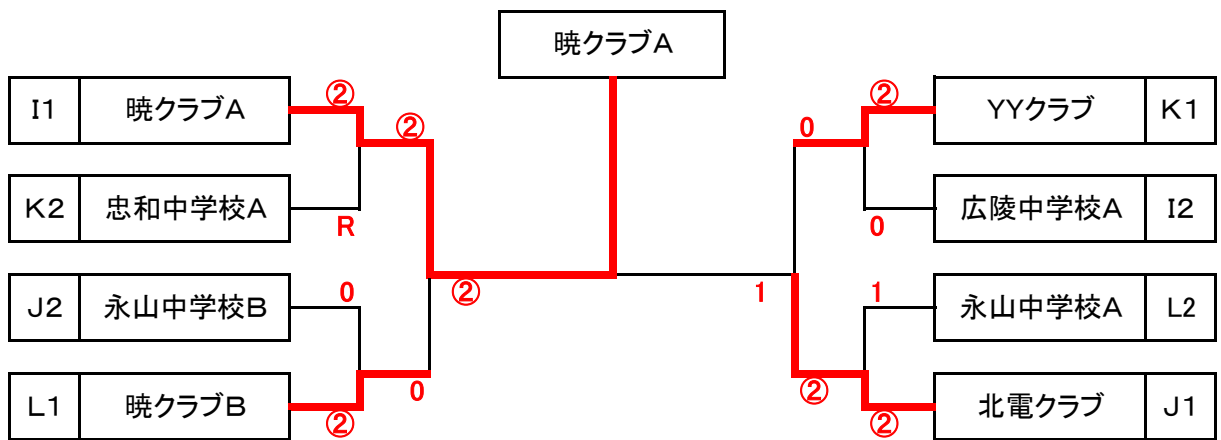 暁クラブA
I1 暁クラブA ② ② 0 ② YYクラブ K1
K2 忠和中学校A R 0 広陵中学校A I2
J2 永山中学校B 0 ② 1 1 永山中学校A L2
L1 暁クラブB ② 0 ② ② 北電クラブ J1